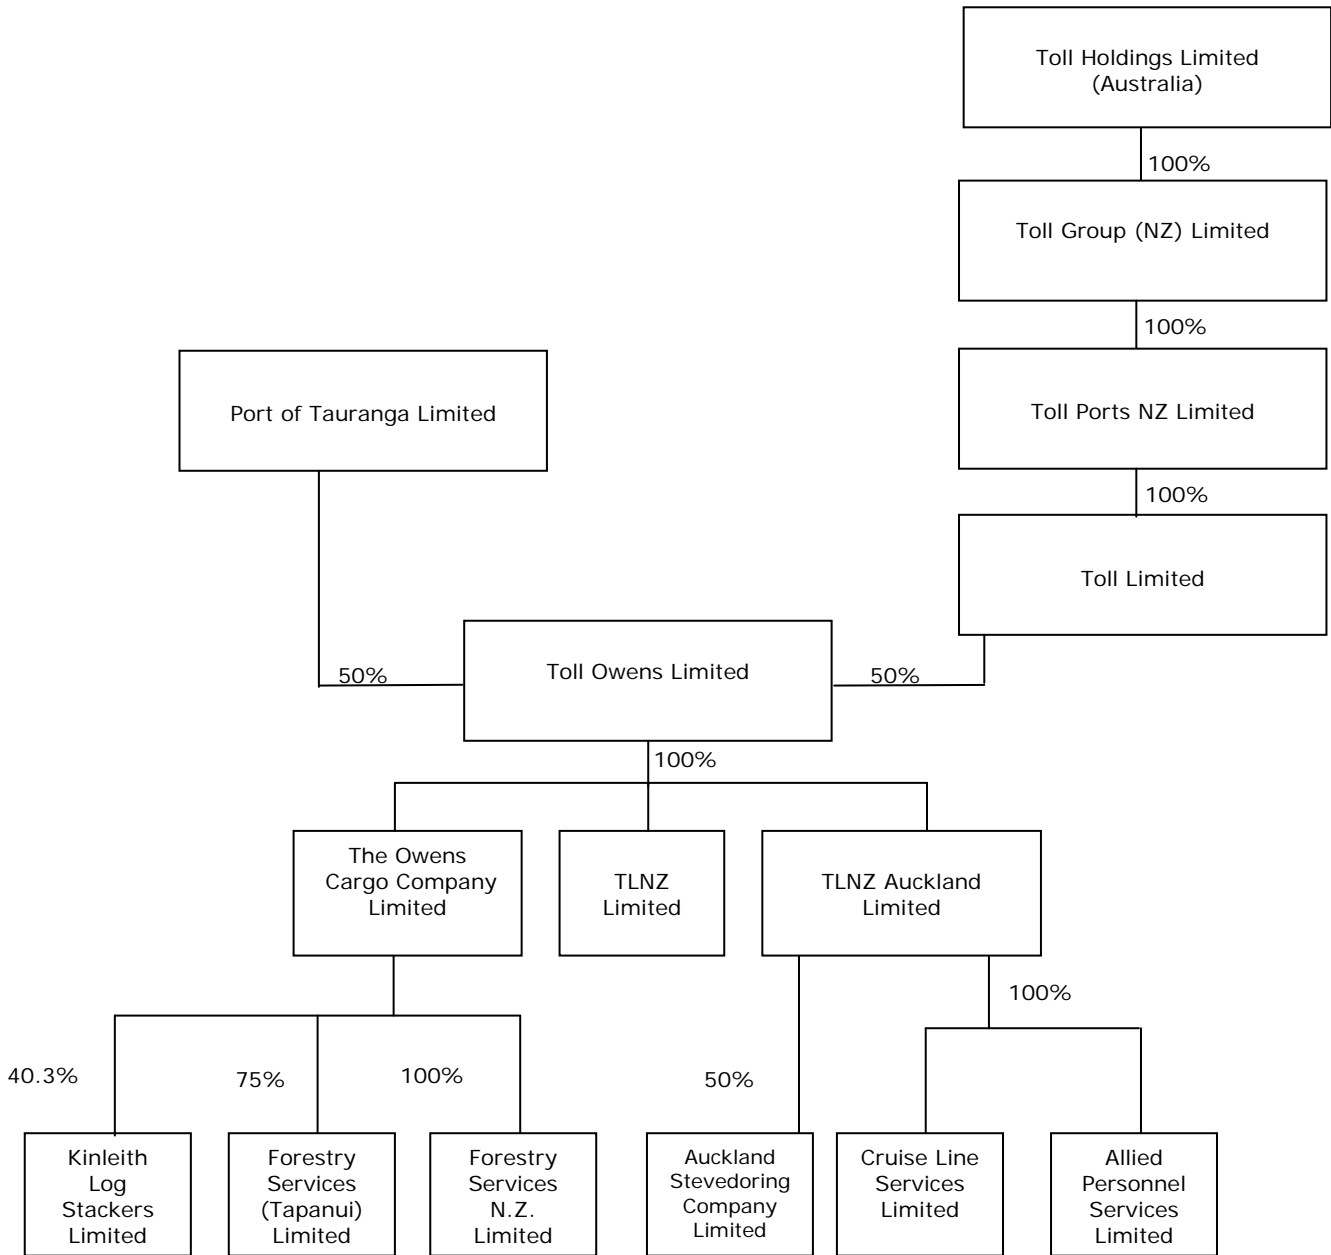 Toll Holdings Limited
(Australia)
100%
Toll Group (NZ) Limited
100%
Port of Tauranga Limited
Toll Ports NZ Limited
100%
Toll Limited
50%
Toll Owens Limited
50%
100%
The Owens
Cargo Company
Limited
TLNZ
Limited
TLNZ Auckland
Limited
100%
40.3%
75%
100%
50%
Kinleith
Log
Stackers
Limited
Forestry
Services
(Tapanui)
Limited
Forestry
Services
N.Z.
Limited
Auckland
Stevedoring
Company
Limited
Cruise Line
Services
Limited
Allied
Personnel
Services
Limited